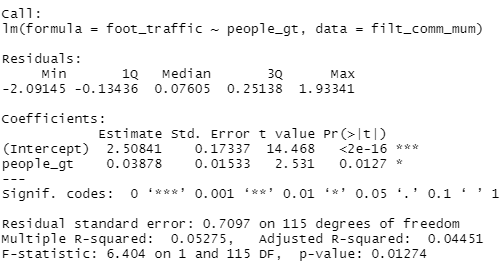 Call:
lm(formula = foot_traffic ~ people_gt, data = filt_comm_mum)
Residuals:
Min 1Q Median 3Q Max
-2.09145 -0.13436 0.07605 0.25138 1.93341
Coefficients:
Estimate Std. Error t value Pr(>|t|)
(Intercept) 2.50841 0.17337 14.468 <2e-16 ***
people_gt 0.03878 0.01533 2.531 0.0127 *
---
Signif. codes: 0 ‘***’ 0.001 ‘**’ 0.01 ‘*’ 0.05 ‘.’ 0.1 ‘ ’ 1
Residual standard error: 0.7097 on 115 degrees of freedom
Multiple R-squared: 0.05275, Adjusted R-squared: 0.04451
F-statistic: 6.404 on 1 and 115 DF, p-value: 0.01274